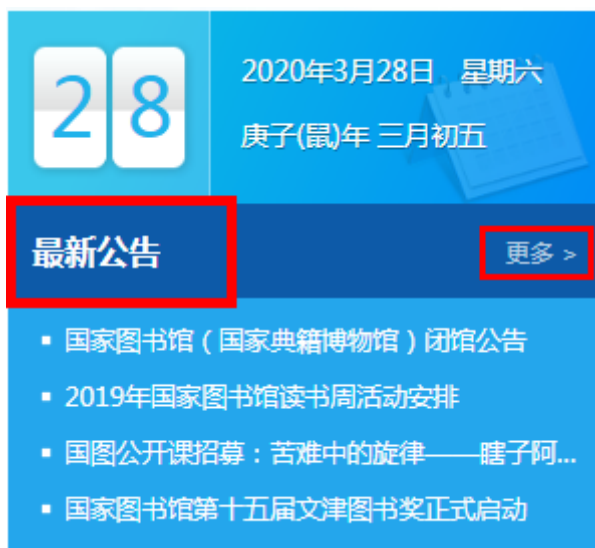 28
2020年3月28日 星期六
庚子(鼠)年 三月初五
最新公告
更多 >
▪ 国家图书馆（国家典籍博物馆）闭馆公告
▪ 2019年国家图书馆读书周活动安排
▪ 国图公开课招募：苦难中的旋律——瞎子阿...
▪ 国家图书馆第十五届文津图书奖正式启动